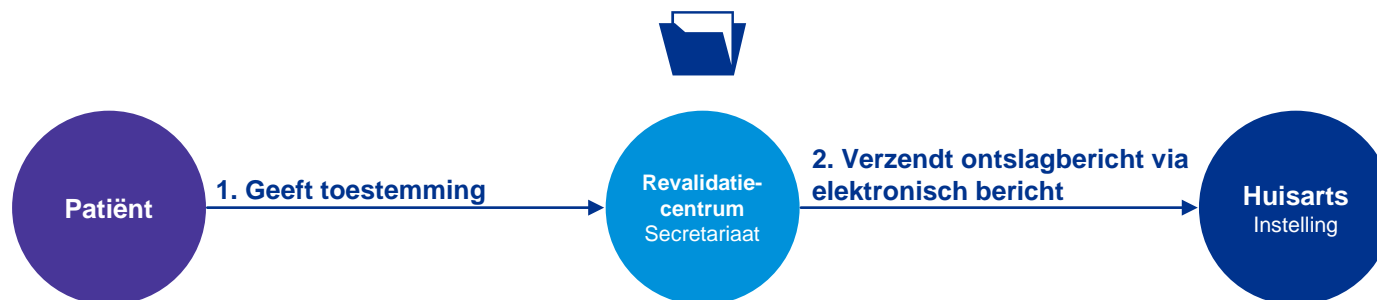 Patiënt
1. Geeft toestemming
Revalidatie-
centrum
Secretariaat
2. Verzendt ontslagbericht via
elektronisch bericht
Huisarts
Instelling